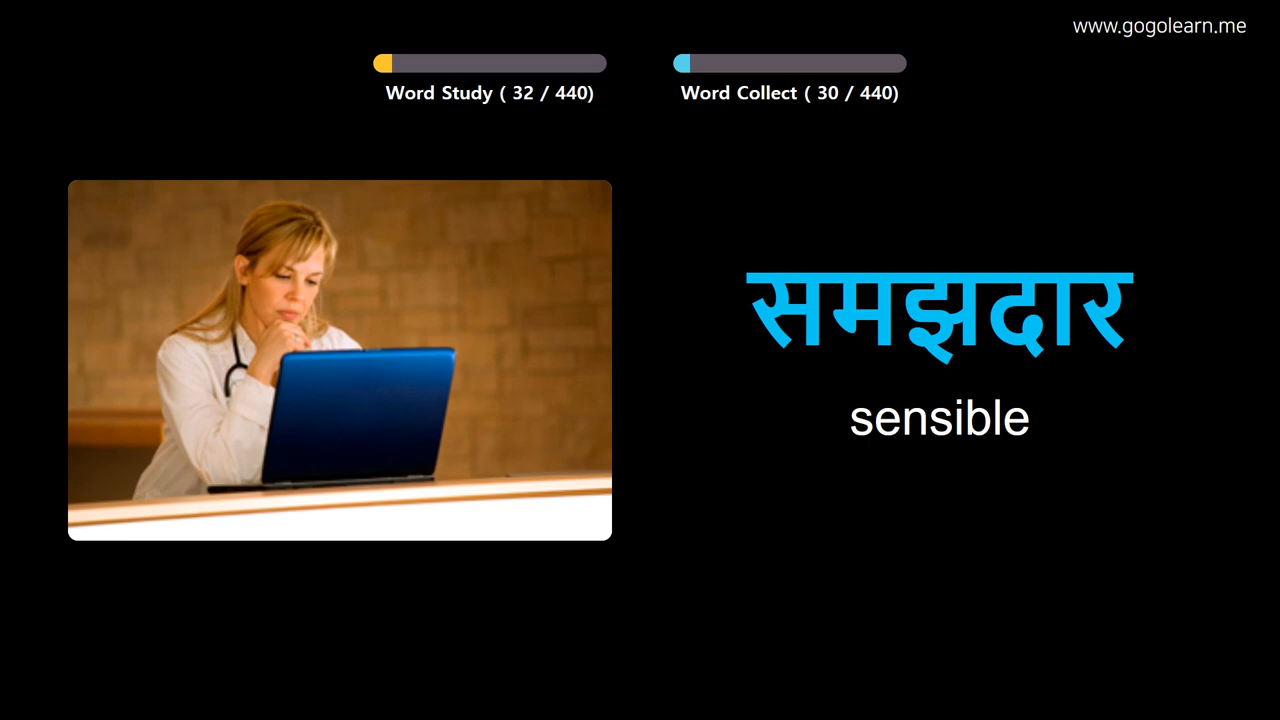 www.gogolearn.me
Word Study ( 32 / 440)
Word Collect ( 30 / 440)
समझदार
sensible